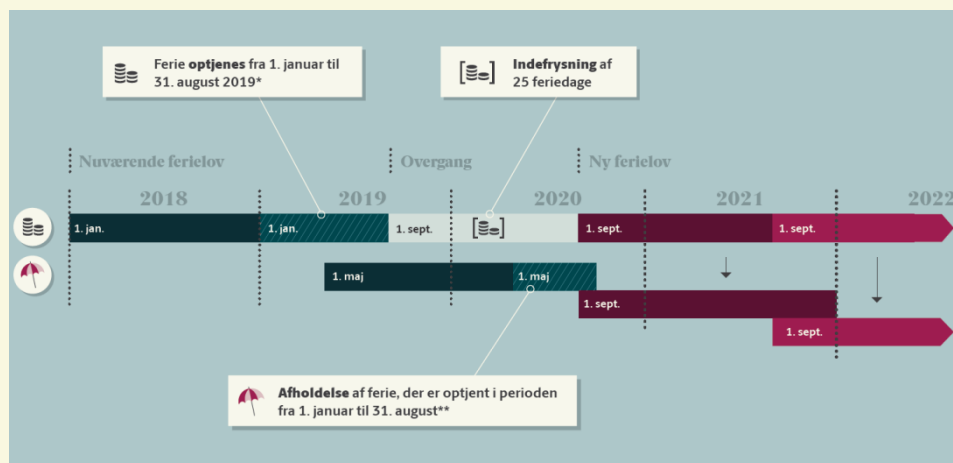 Ferie optjenes fra 1. januar til
31. august 2019*
Indefrysning af
25 feriedage
Nuværende ferielov
Overgang
Ny ferielov
2018
2019
2020
2021
2022
1. jan.
1. jan.
1. sept.
1. sept.
1. sept.
1. maj
1. maj
1. sept.
1. sept.
Afholdelse af ferie, der er optjent i perioden
fra 1. januar til 31. august**